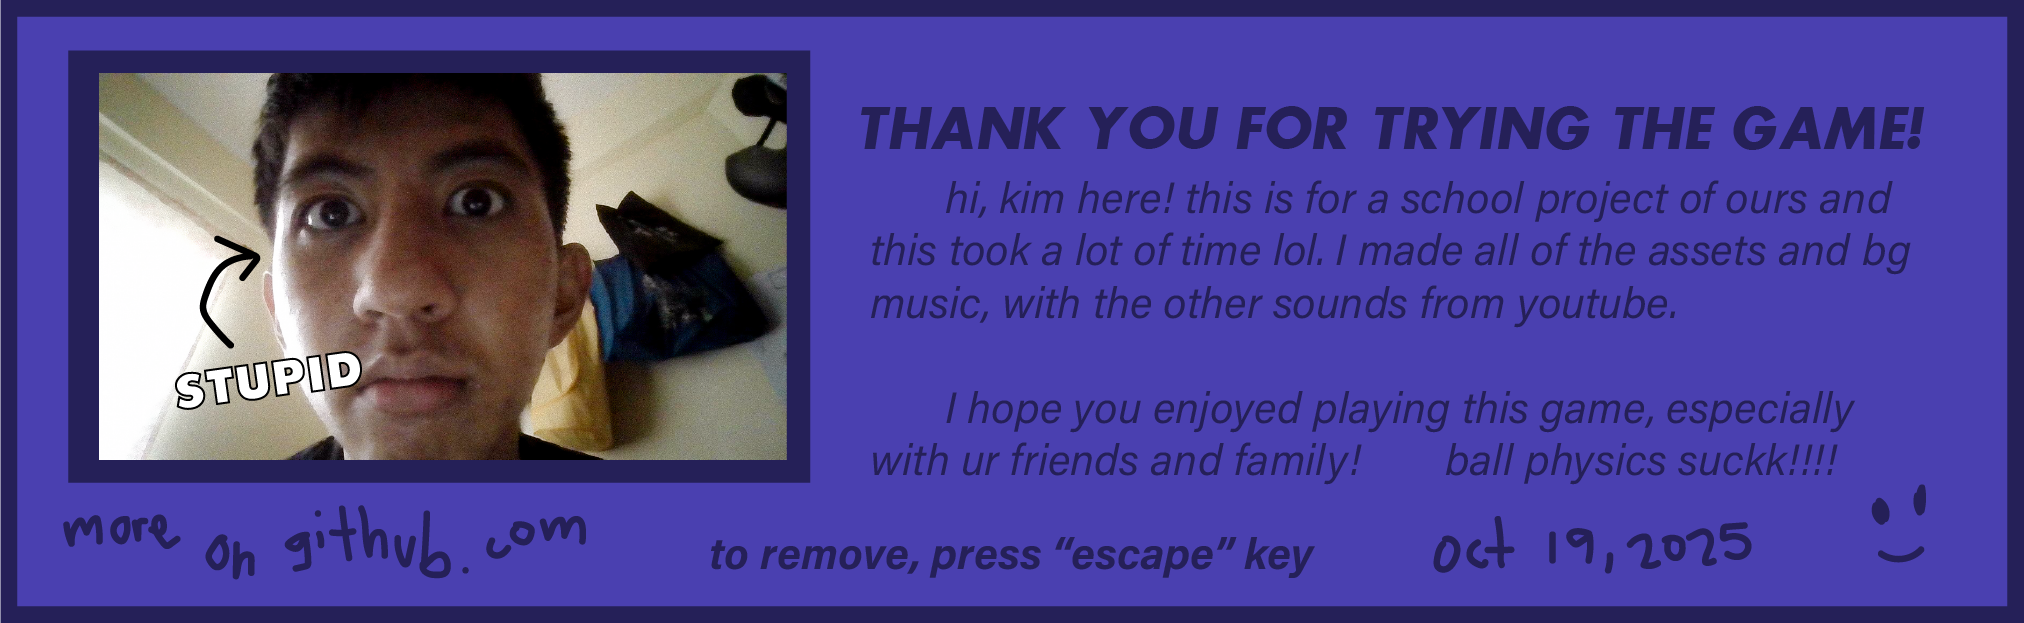 STUPID
THANK YOU FOR TRYING THE GAME!
hi, kim here! this is for a school project of ours and
this took a lot of time lol. I made all of the assets and bg
music, with the other sounds from youtube.
I hope you enjoyed playing this game, especially
with ur friends and family! ball physics suckk!!!!
more on github.com
to remove, press “escape” key
oct 19, 2025